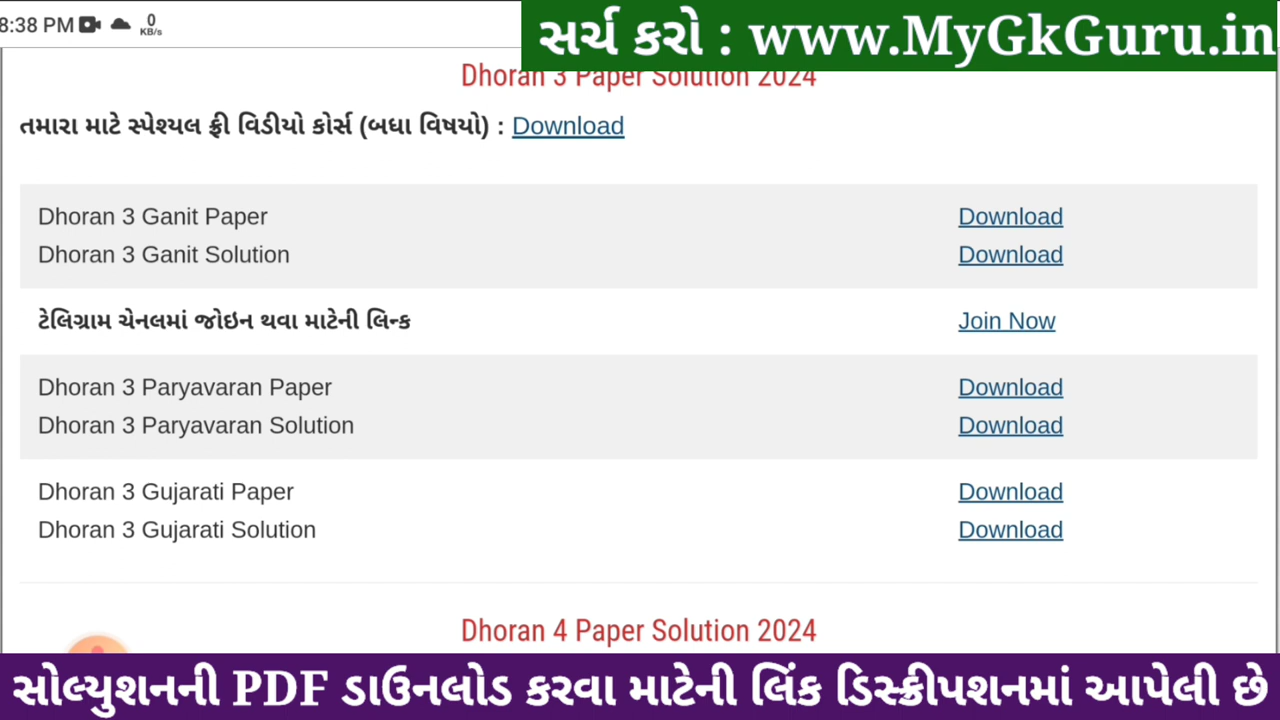 8:38 PM 0 KB/s
સર્ચ કરો : www.MyGkGuru.in
Dhoran 3 Paper Solution 2024
તમારા માટે સ્પેશ્યલ ફ્રી વિડીયો કોર્સ (બધા વિષયો) : Download
Dhoran 3 Ganit Paper Download
Dhoran 3 Ganit Solution Download
ટેલિગ્રામ ચેનલમાં જોઇન થવા માટેની લિન્ક Join Now
Dhoran 3 Paryavaran Paper Download
Dhoran 3 Paryavaran Solution Download
Dhoran 3 Gujarati Paper Download
Dhoran 3 Gujarati Solution Download
Dhoran 4 Paper Solution 2024
સોલ્યુશનની PDF ડાઉનલોડ કરવા માટેની લિંક ડિસ્ક્રીપશનમાં આપેલી છે